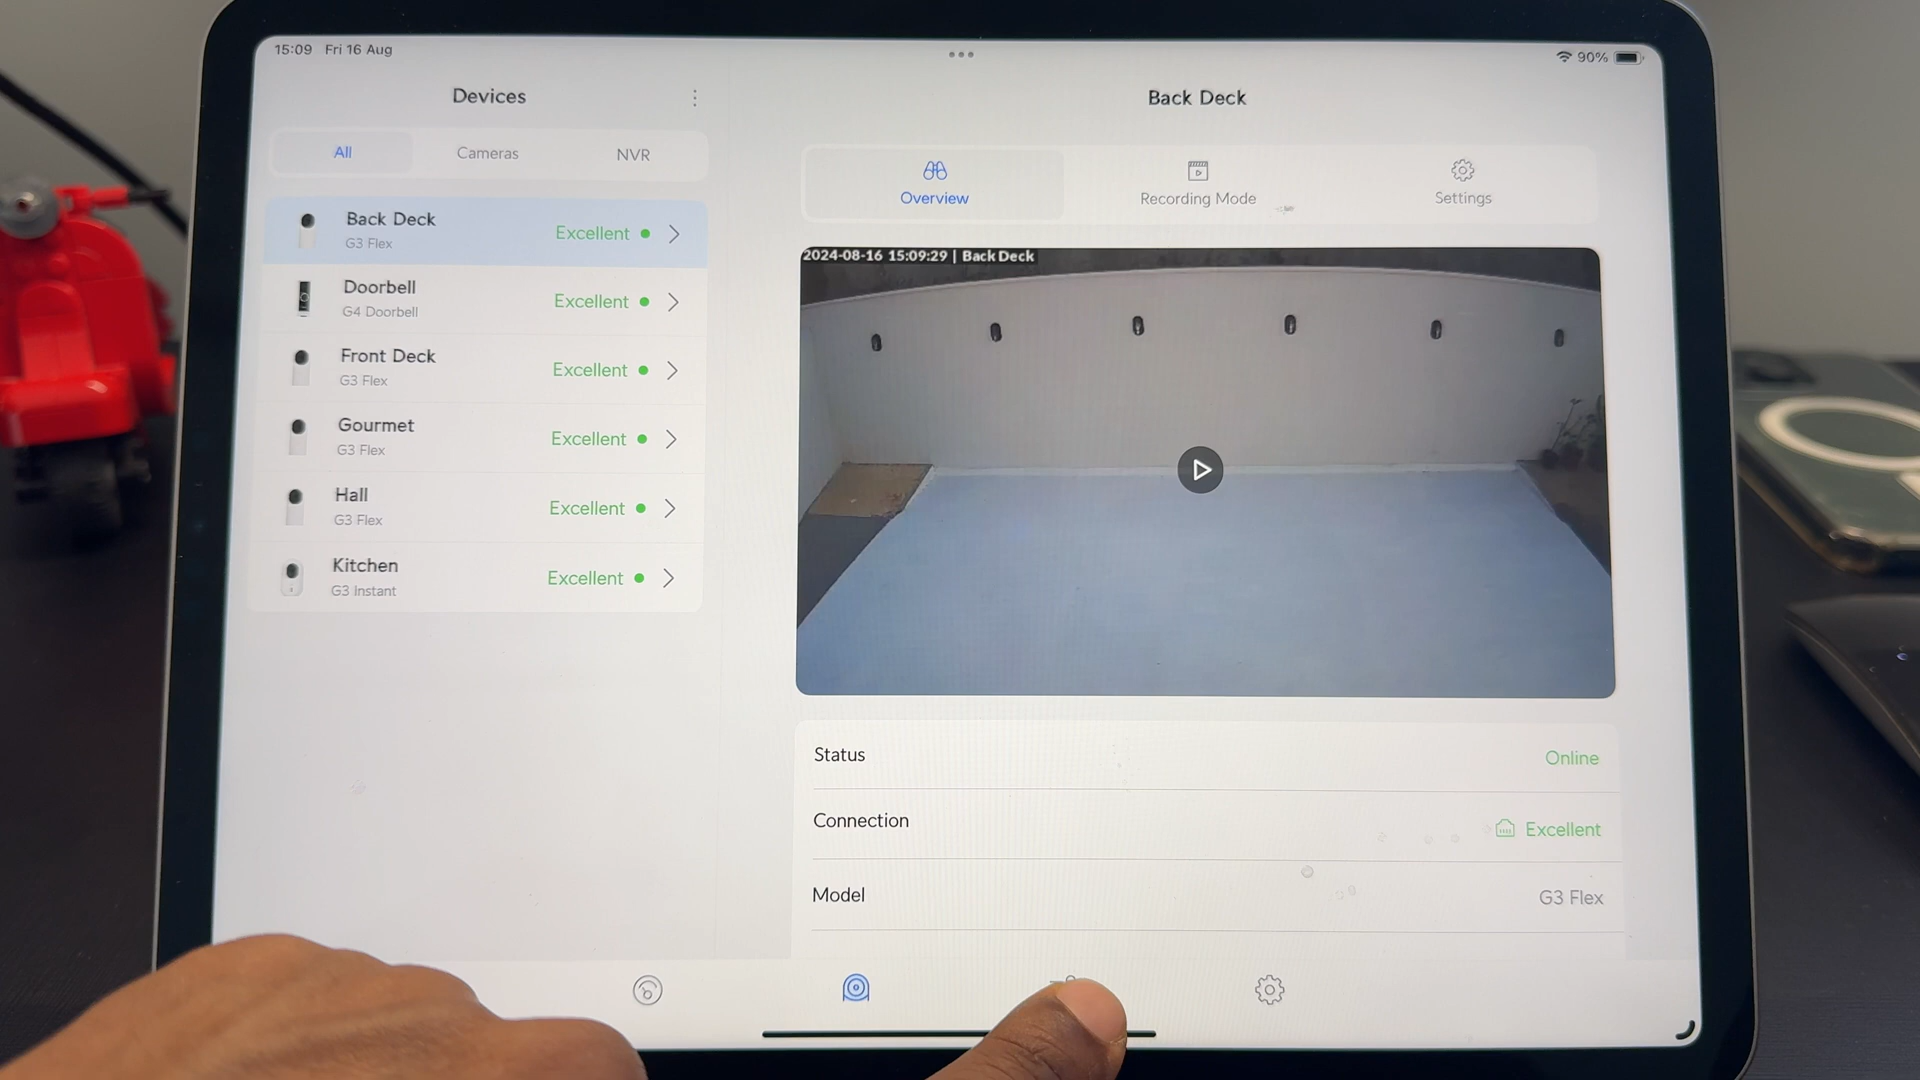 15:09 Fri 16 Aug
90%
Devices
All
Cameras
NVR
Back Deck
G3 Flex
Excellent
Doorbell
G4 Doorbell
Excellent
Front Deck
G3 Flex
Excellent
Gourmet
G3 Flex
Excellent
Hall
G3 Flex
Excellent
Kitchen
G3 Instant
Excellent
Back Deck
Overview
Recording Mode
Settings
2024-08-16 15:09:29 | Back Deck
Status
Online
Connection
Excellent
Model
G3 Flex